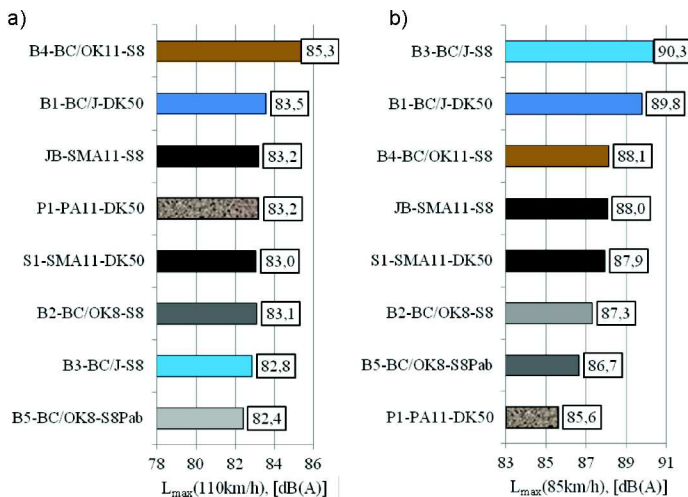 a)
B4-BC/OK11-S8 85,3
B1-BC/J-DK50 83,5
JB-SMA11-S8 83,2
P1-PA11-DK50 83,2
S1-SMA11-DK50 83,0
B2-BC/OK8-S8 83,1
B3-BC/J-S8 82,8
B5-BC/OK8-S8Pab 82,4
78 80 82 84 86
Lmax(110km/h), [dB(A)]
b)
B3-BC/J-S8 90,3
B1-BC/J-DK50 89,8
B4-BC/OK11-S8 88,1
JB-SMA11-S8 88,0
S1-SMA11-DK50 87,9
B2-BC/OK8-S8 87,3
B5-BC/OK8-S8Pab 86,7
P1-PA11-DK50 85,6
83 85 87 89 91
Lmax(85km/h), [dB(A)]